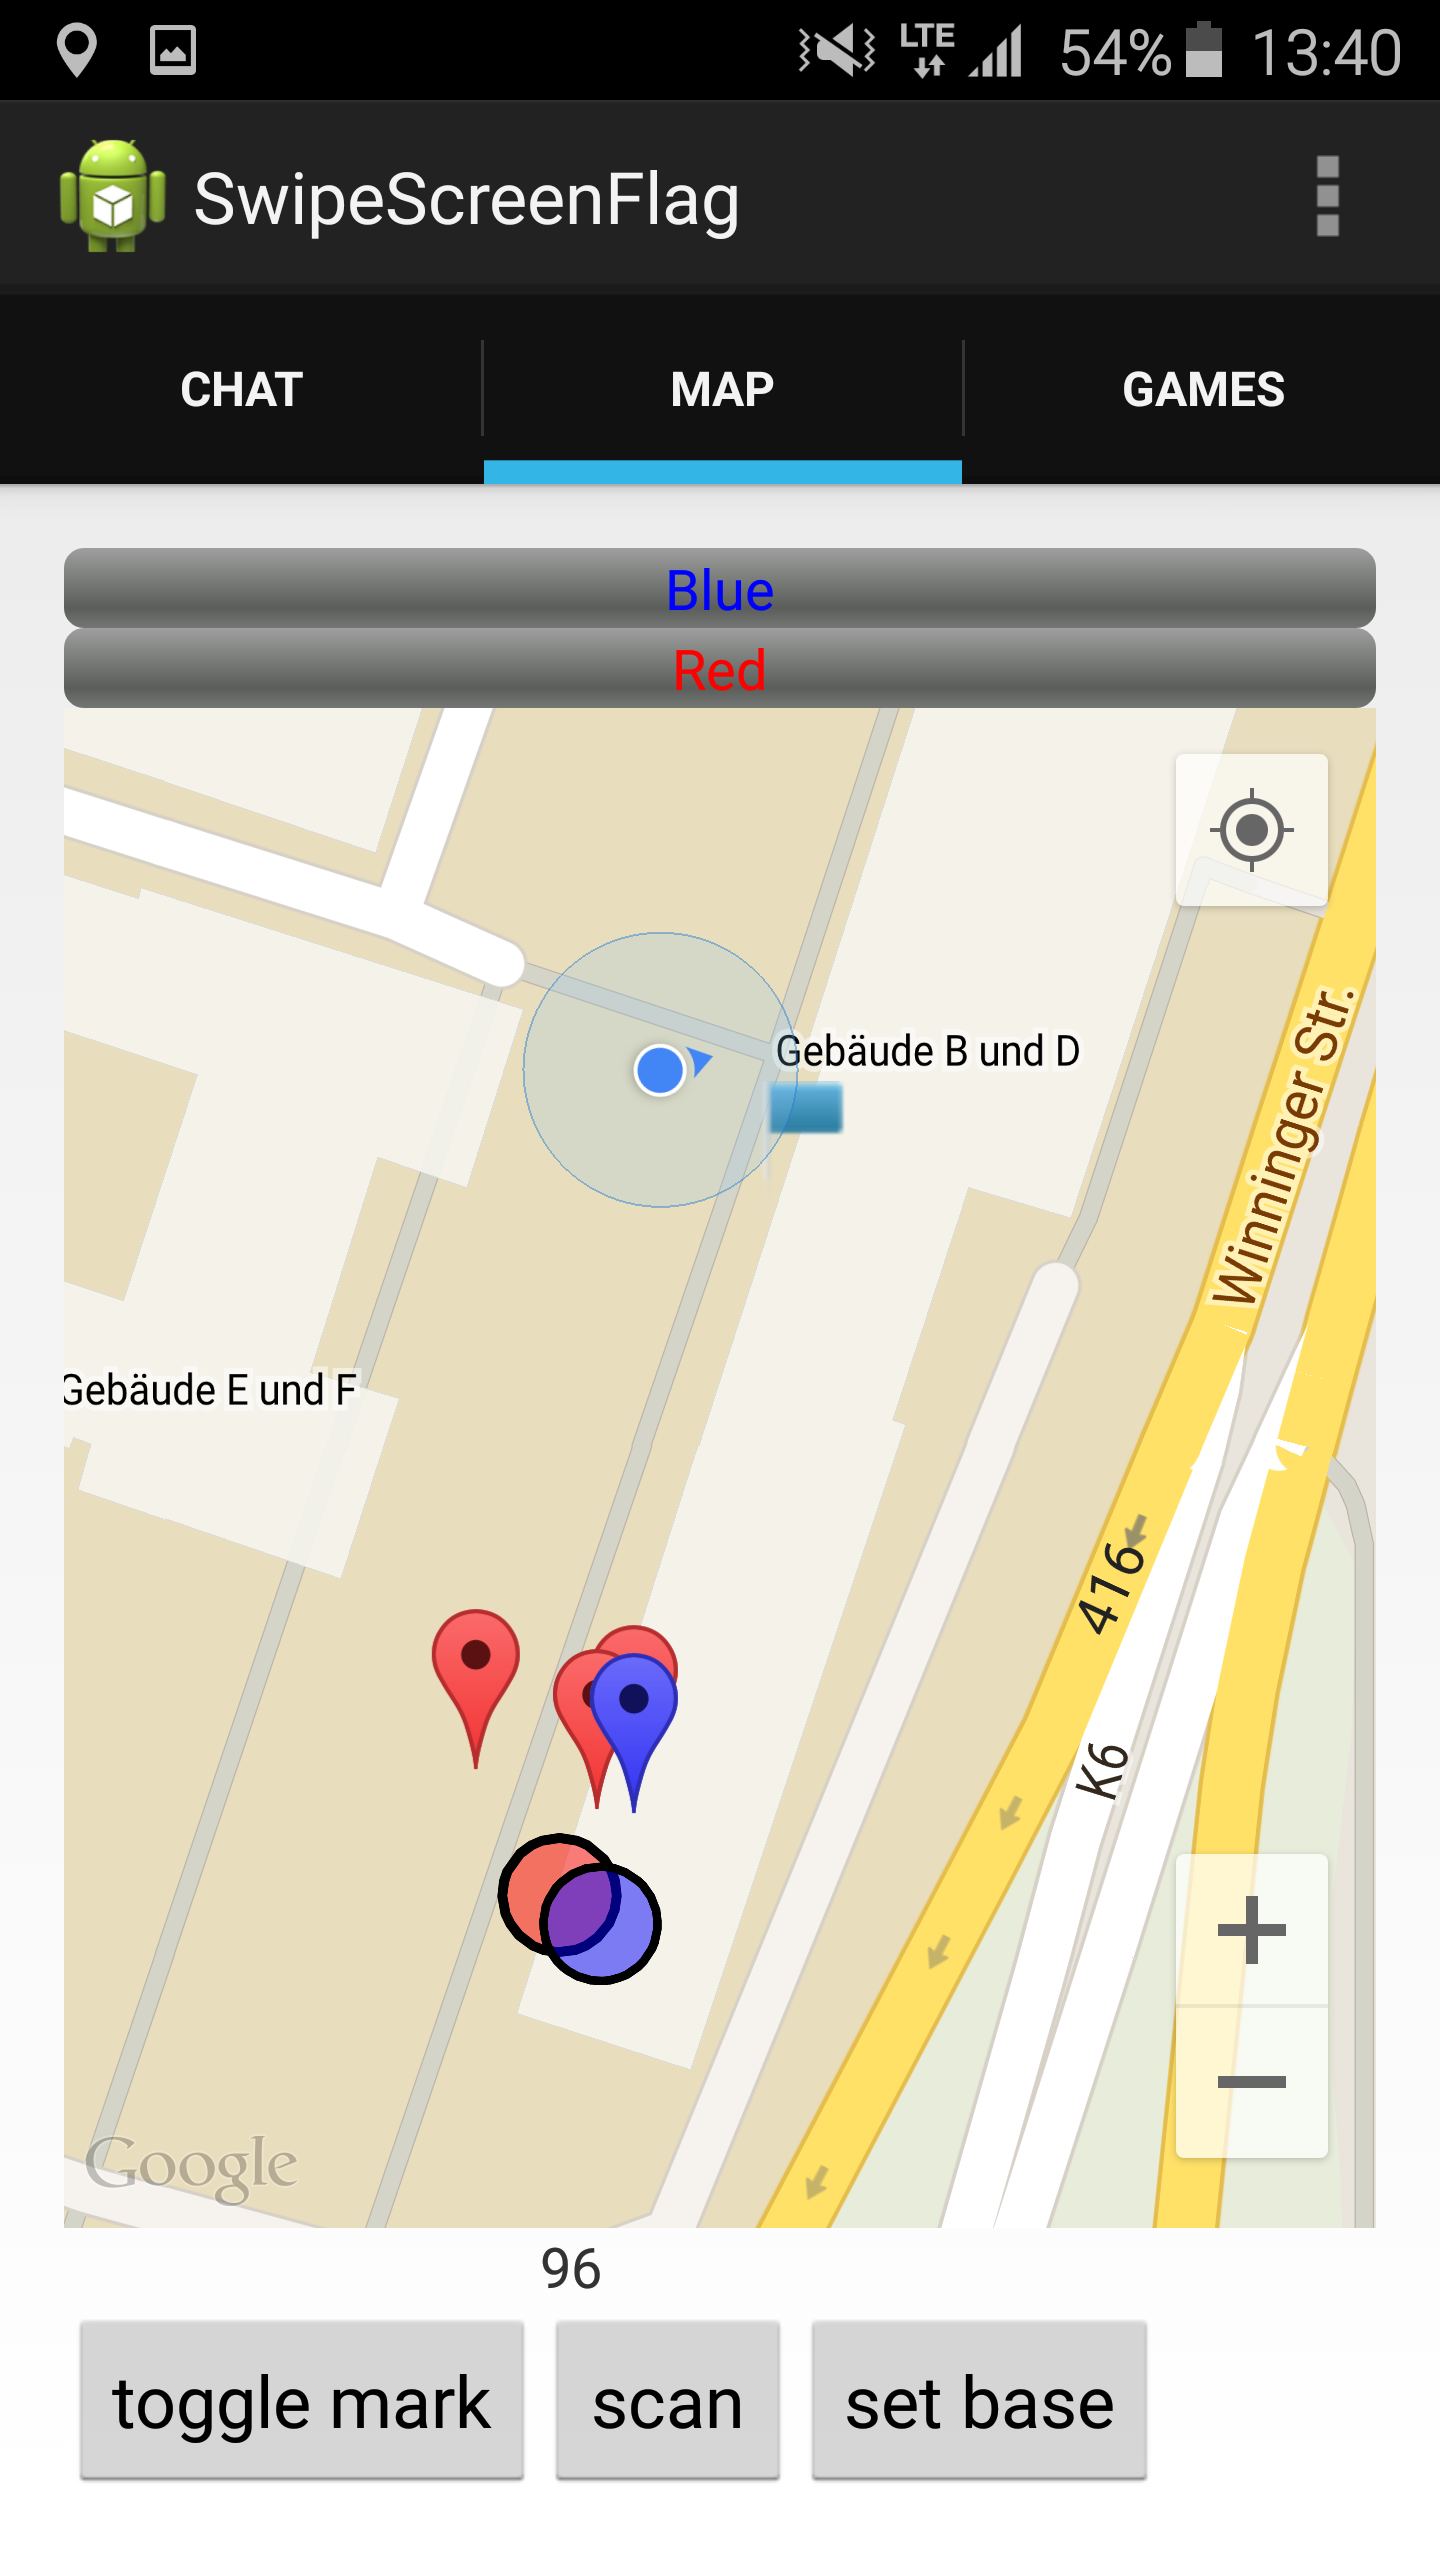 LTE 54% 13:40
SwipeScreenFlag
CHAT MAP GAMES
Blue
Red
Gebäude B und D
Winninger Str.
Gebäude E und F
416
K6
Google
96
toggle mark scan set base